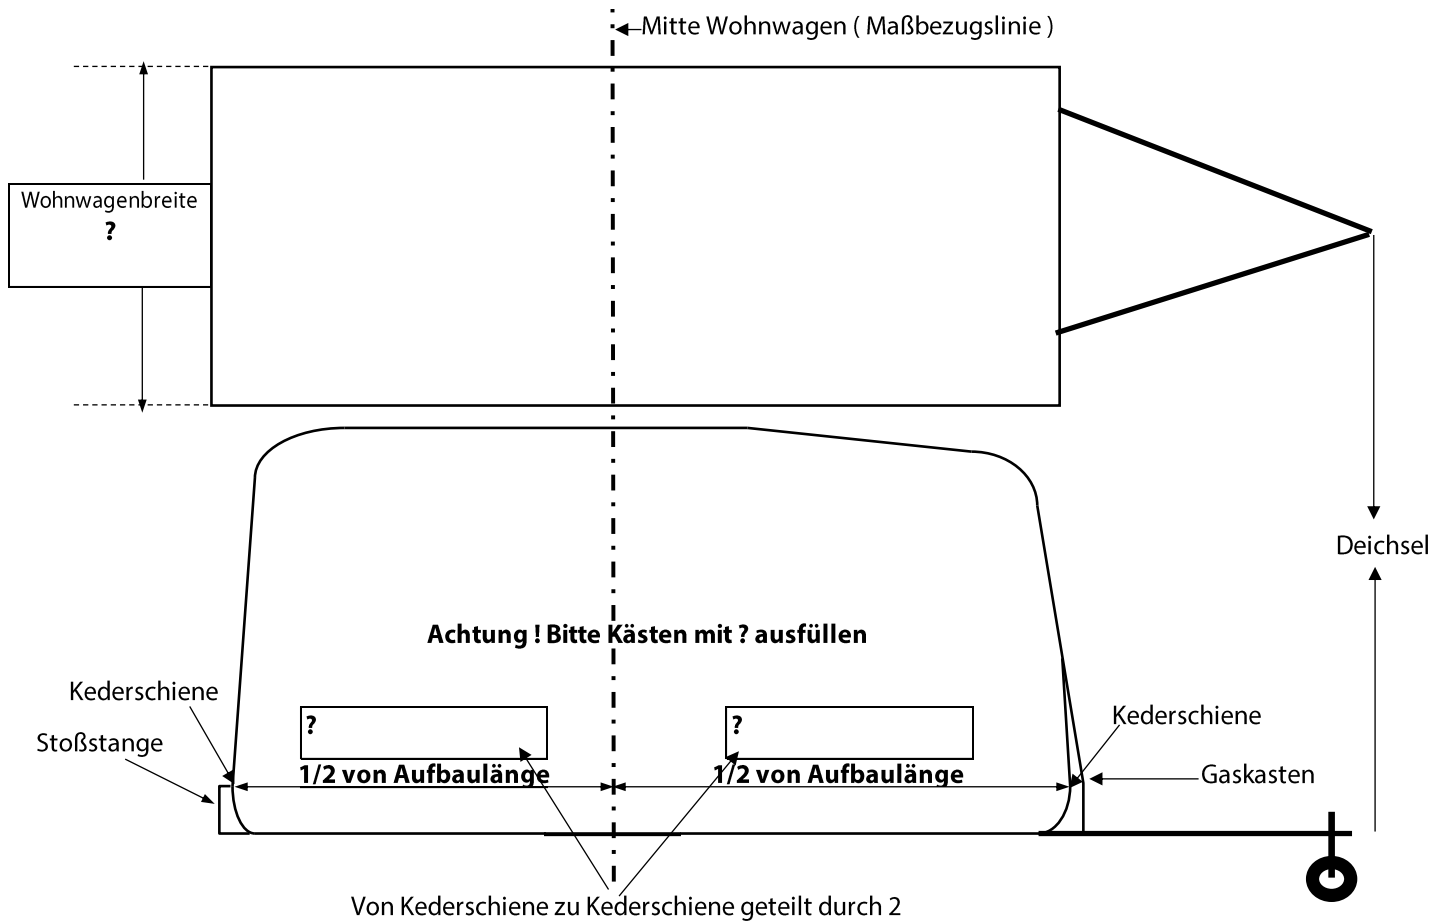 Mitte Wohnwagen ( Maßbezugslinie )
Wohnwagenbreite
?
Deichsel
Achtung ! Bitte Kästen mit ? ausfüllen
Kederschiene
Stoßstange
?
1/2 von Aufbaulänge
?
1/2 von Aufbaulänge
Kederschiene
Gaskasten
Von Kederschiene zu Kederschiene geteilt durch 2